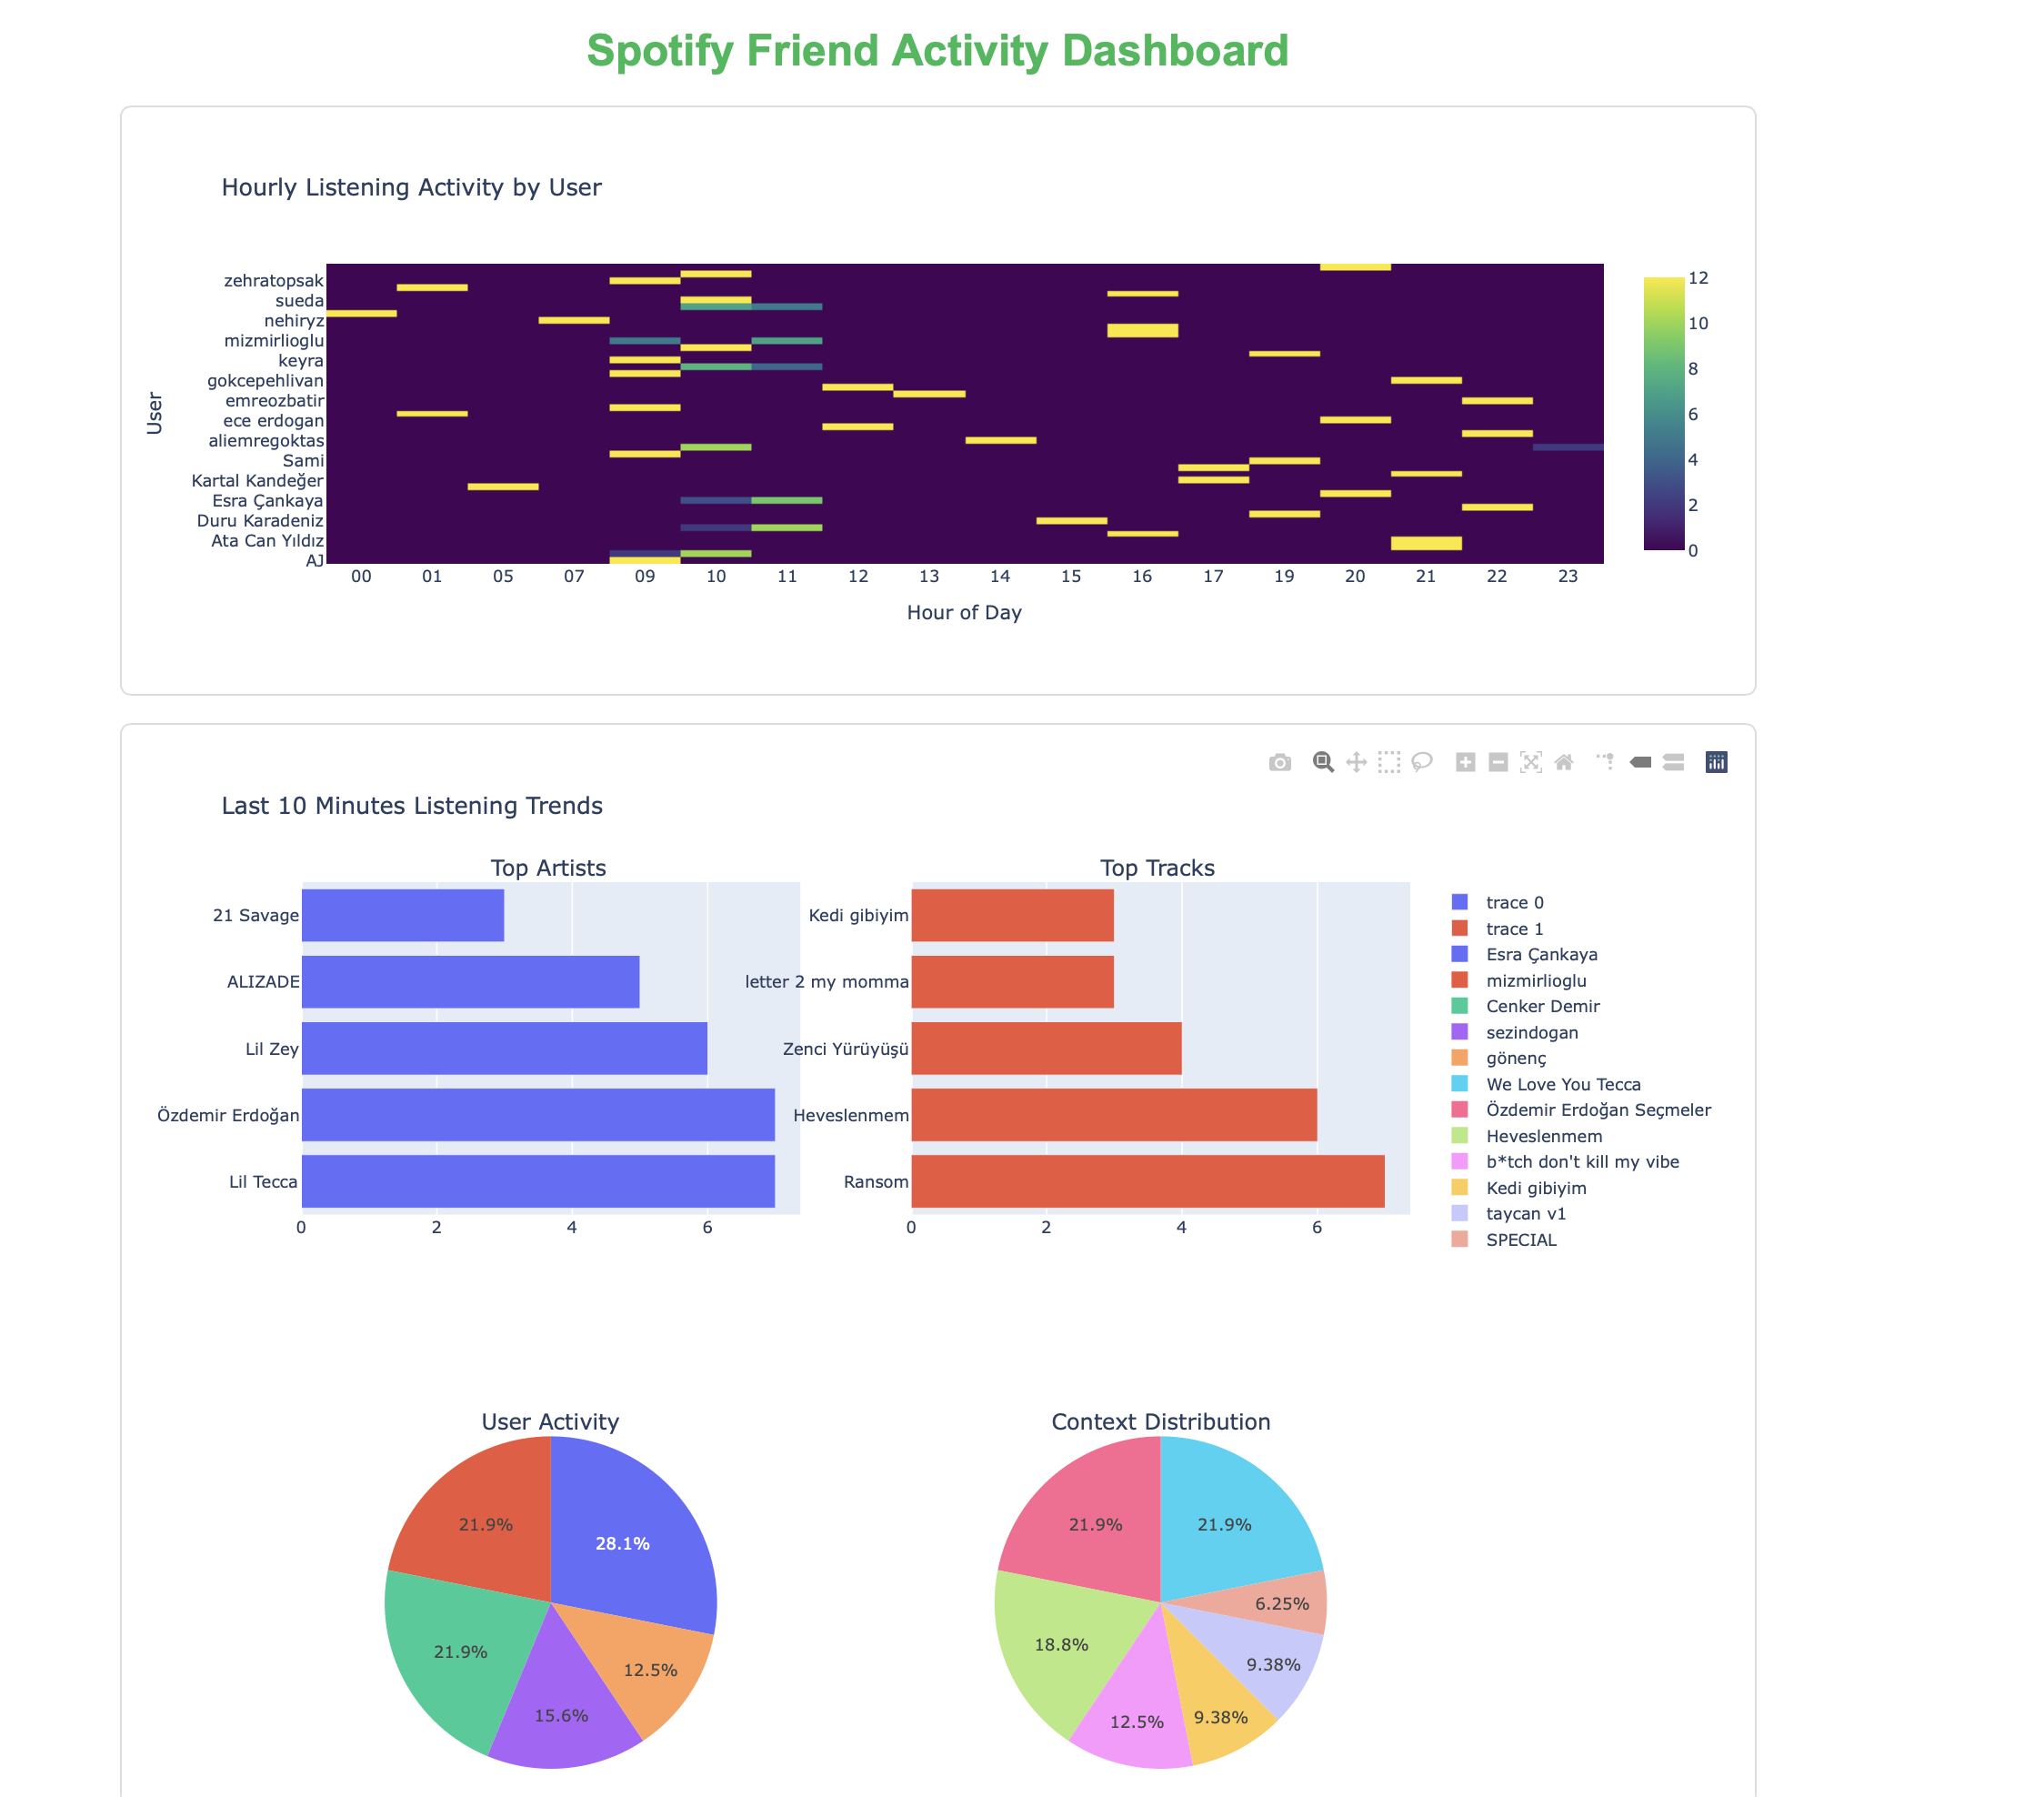 Spotify Friend Activity Dashboard
Hourly Listening Activity by User
User
zehratopsak
sueda
nehiryz
mizmirlioglu
keyra
gokcepehlivan
emreozbatir
ece erdogan
aliemregoktas
Sami
Kartal Kandeğer
Esra Çankaya
Duru Karadeniz
Ata Can Yıldız
AJ
00 01 05 07 09 10 11 12 13 14 15 16 17 19 20 21 22 23
Hour of Day
12
10
8
6
4
2
0
Last 10 Minutes Listening Trends
Top Artists
21 Savage
ALIZADE
Lil Zey
Özdemir Erdoğan
Lil Tecca
0 2 4 6
Top Tracks
Kedi gibiyim
letter 2 my momma
Zenci Yürüyüşü
Heveslenmem
Ransom
0 2 4 6
trace 0
trace 1
Esra Çankaya
mizmirlioglu
Cenker Demir
sezindogan
gönenç
We Love You Tecca
Özdemir Erdoğan Seçmeler
Heveslenmem
b*tch don't kill my vibe
Kedi gibiyim
taycan v1
SPECIAL
User Activity
21.9%
28.1%
21.9%
12.5%
15.6%
Context Distribution
21.9%
21.9%
6.25%
18.8%
9.38%
12.5%
9.38%